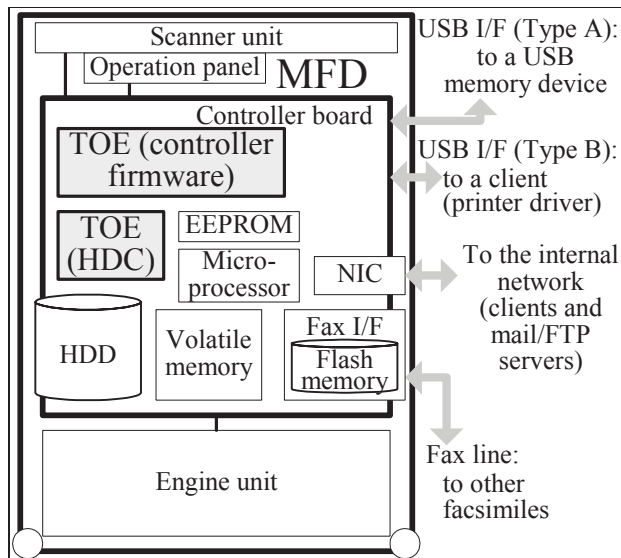 Scanner unit
Operation panel
MFD
Controller board
TOE (controller
firmware)
TOE
(HDC)
EEPROM
Micro-
processor
NIC
HDD
Volatile
memory
Fax I/F
Flash
memory
Engine unit
USB I/F (Type A):
to a USB
memory device
USB I/F (Type B):
to a client
(printer driver)
To the internal
network
(clients and
mail/FTP
servers)
Fax line:
to other
facsimiles